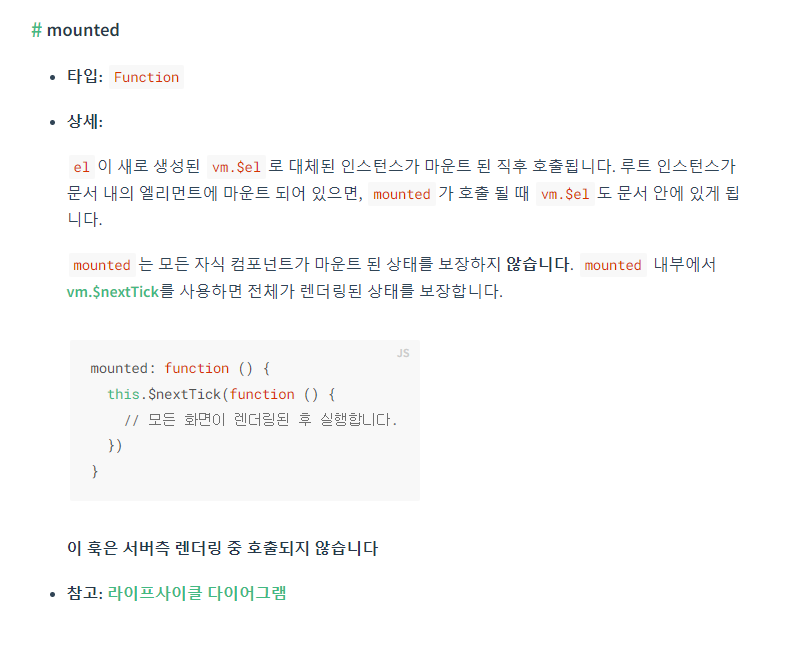 # mounted
타입: Function
상세:
el 이 새로 생성된 vm.$el 로 대체된 인스턴스가 마운트 된 직후 호출됩니다. 루트 인스턴스가
문서 내의 엘리먼트에 마운트 되어 있으면, mounted 가 호출 될 때 vm.$el 도 문서 안에 있게 됩
니다.
mounted 는 모든 자식 컴포넌트가 마운트 된 상태를 보장하지 않습니다. mounted 내부에서
vm.$nextTick를 사용하면 전체가 렌더링된 상태를 보장합니다.
JS
mounted: function () {
this.$nextTick(function () {
// 모든 화면이 렌더링된 후 실행합니다.
})
}
이 훅은 서버측 렌더링 중 호출되지 않습니다
참고: 라이프사이클 다이어그램